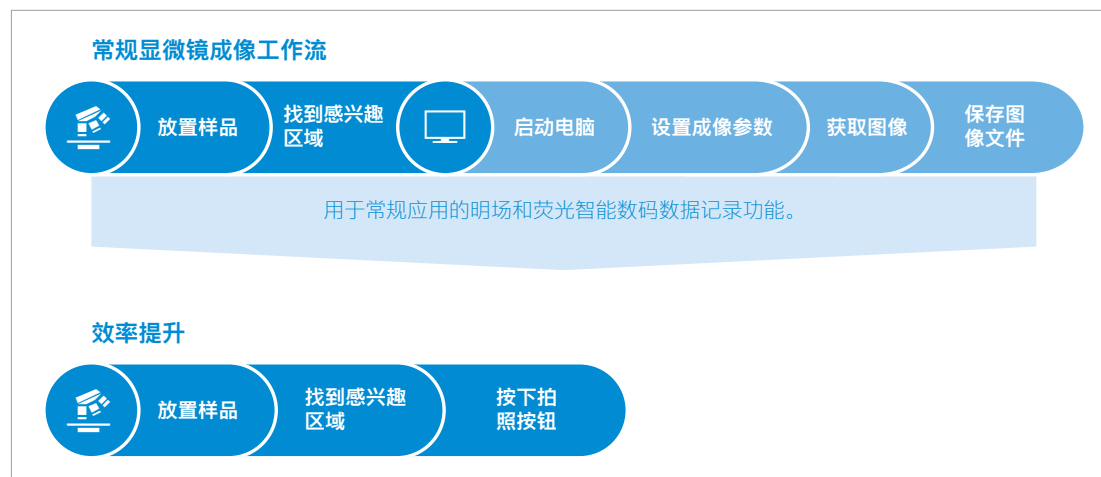 常规显微镜成像工作流
放置样品
找到感兴趣
区域
启动电脑
设置成像参数
获取图像
保存图
像文件
用于常规应用的明场和荧光智能数码数据记录功能。
效率提升
放置样品
找到感兴趣
区域
按下拍
照按钮